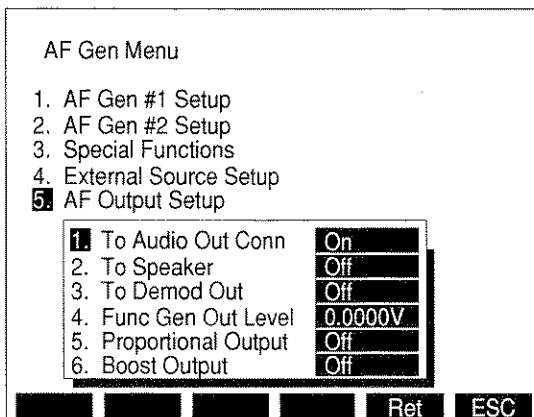 AF Gen Menu
1. AF Gen #1 Setup
2. AF Gen #2 Setup
3. Special Functions
4. External Source Setup
5. AF Output Setup
1. To Audio Out Conn On
2. To Speaker Off
3. To Demod Out Off
4. Func Gen Out Level 0.0000V
5. Proportional Output Off
6. Boost Output Off
Ret ESC